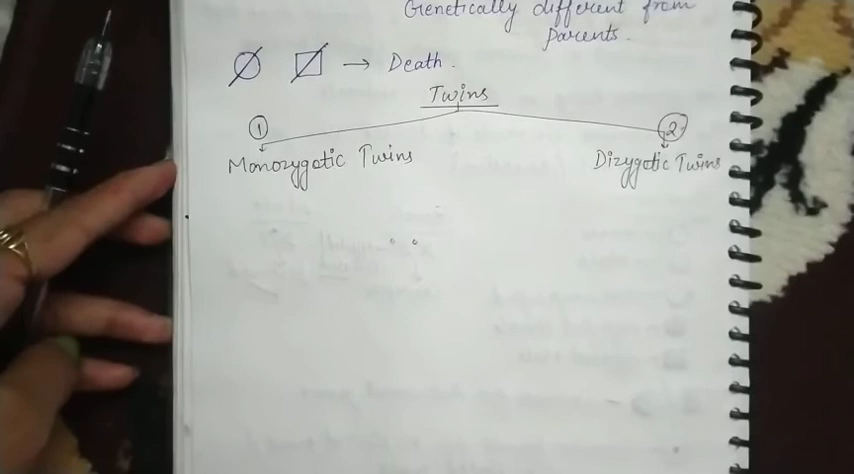 Genetically different from
Parents.
→ Death.
Twins
1
2
Monozygotic Twins
Dizygotic Twins